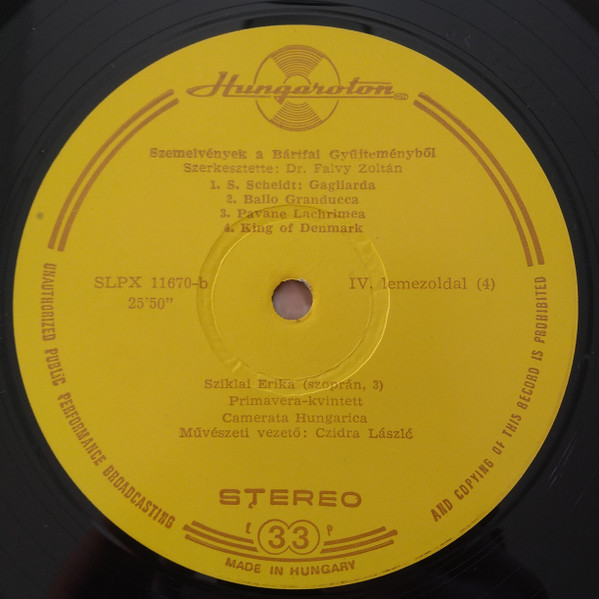 Hungaroton
Szemelvények a Bártfai Gyűjteményből
Szerkesztette: Dr. Falvy Zoltán
1. S. Scheidt: Gagliarda
2. Ballo Granducca
3. Pavane Lachrimea
4. King of Denmark
SLPX 11670-b
25'50"
IV. lemezoldal (4)
Sziklai Erika (szoprán, 3)
Primavera-kvintett
Camerata Hungarica
Művészeti vezető: Czidra László
STEREO
L 33 P
MADE IN HUNGARY
UNAUTHORIZED PUBLIC PERFORMANCE BROADCASTING
AND COPYING OF THIS RECORD IS PROHIBITED